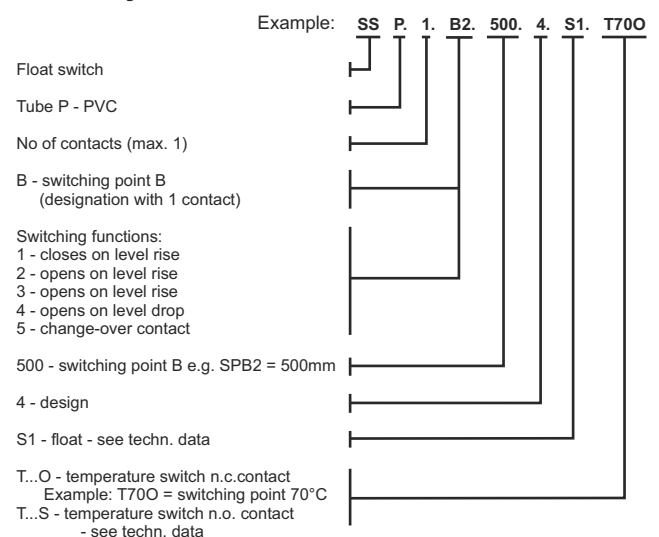 Example: SS P. 1. B2. 500. 4. S1. T70O
Float switch
Tube P - PVC
No of contacts (max. 1)
B - switching point B
(designation with 1 contact)
Switching functions:
1 - closes on level rise
2 - opens on level rise
3 - opens on level rise
4 - opens on level drop
5 - change-over contact
500 - switching point B e.g. SPB2 = 500mm
4 - design
S1 - float - see techn. data
T...O - temperature switch n.c.contact
Example: T70O = switching point 70°C
T...S - temperature switch n.o. contact
- see techn. data